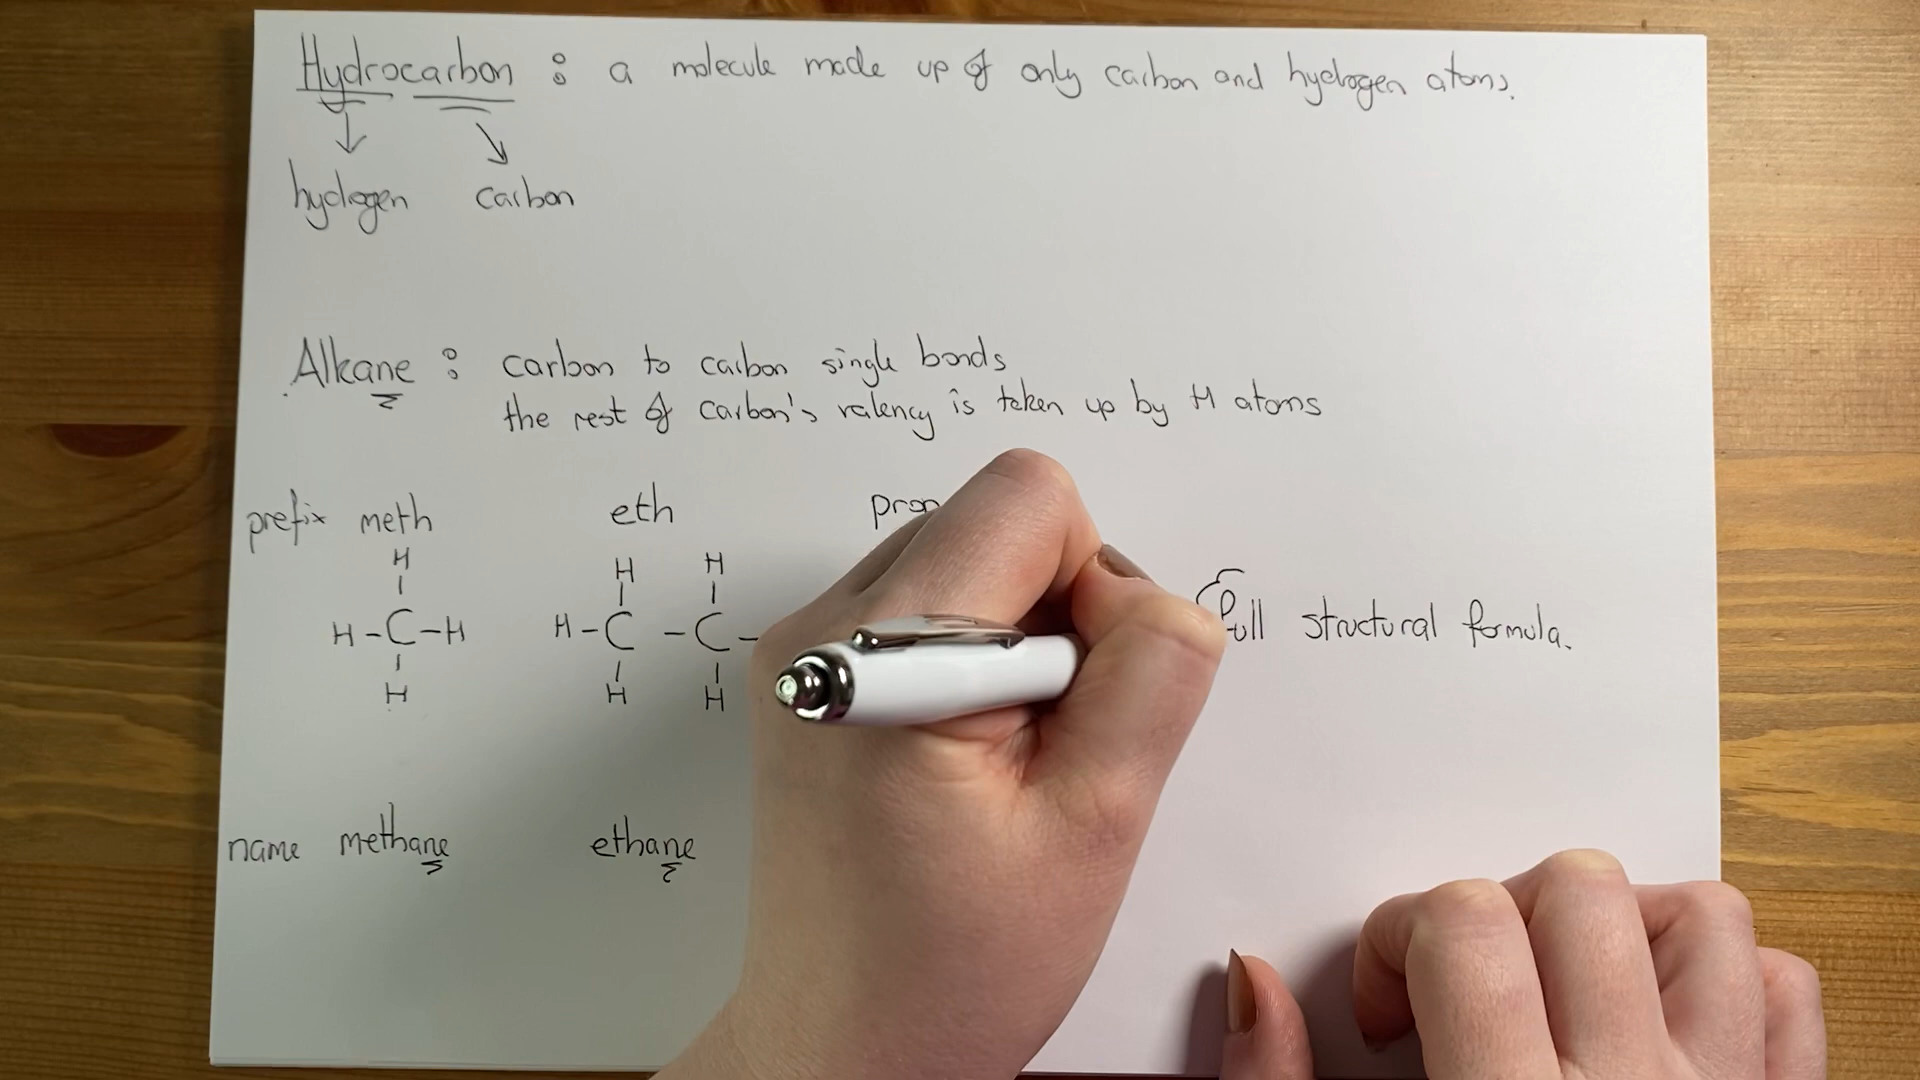 Hydrocarbon : a molecule made up of only carbon and hydrogen atoms.
hydrogen carbon
Alkane : carbon to carbon single bonds
the rest of carbon's valency is taken up by H atoms
prefix meth eth prop
H H H
H-C-H H-C-C- full structural formula.
H H H
name methane ethane